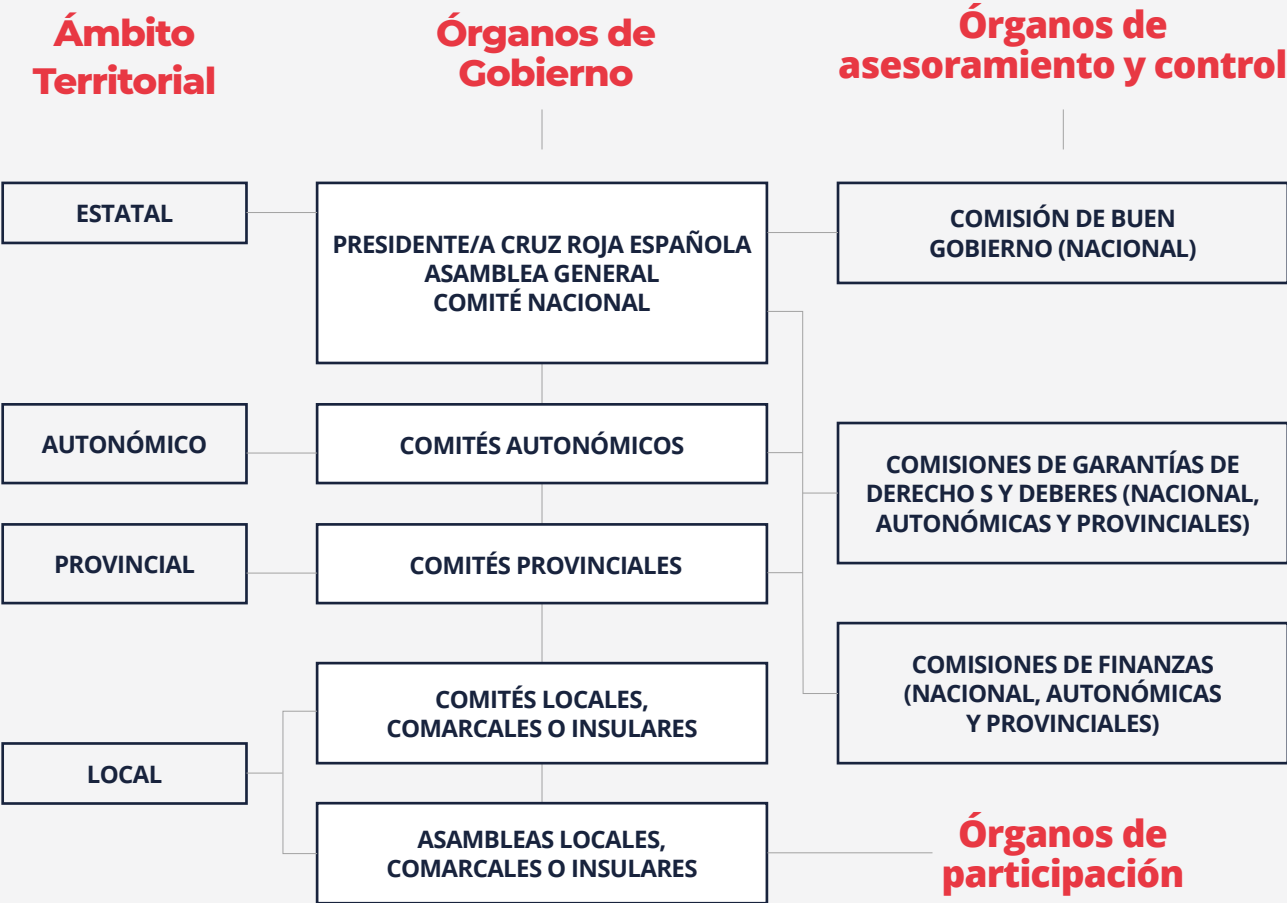 Ámbito
Territorial
Órganos de
Gobierno
Órganos de
asesoramiento y control
ESTATAL
PRESIDENTE/A CRUZ ROJA ESPAÑOLA
ASAMBLEA GENERAL
COMITÉ NACIONAL
COMISIÓN DE BUEN
GOBIERNO (NACIONAL)
AUTONÓMICO
COMITÉS AUTONÓMICOS
COMISIONES DE GARANTÍAS DE
DERECHO S Y DEBERES (NACIONAL,
AUTONÓMICAS Y PROVINCIALES)
PROVINCIAL
COMITÉS PROVINCIALES
COMISIONES DE FINANZAS
(NACIONAL, AUTONÓMICAS
Y PROVINCIALES)
LOCAL
COMITÉS LOCALES,
COMARCALES O INSULARES
ASAMBLEAS LOCALES,
COMARCALES O INSULARES
Órganos de
participación